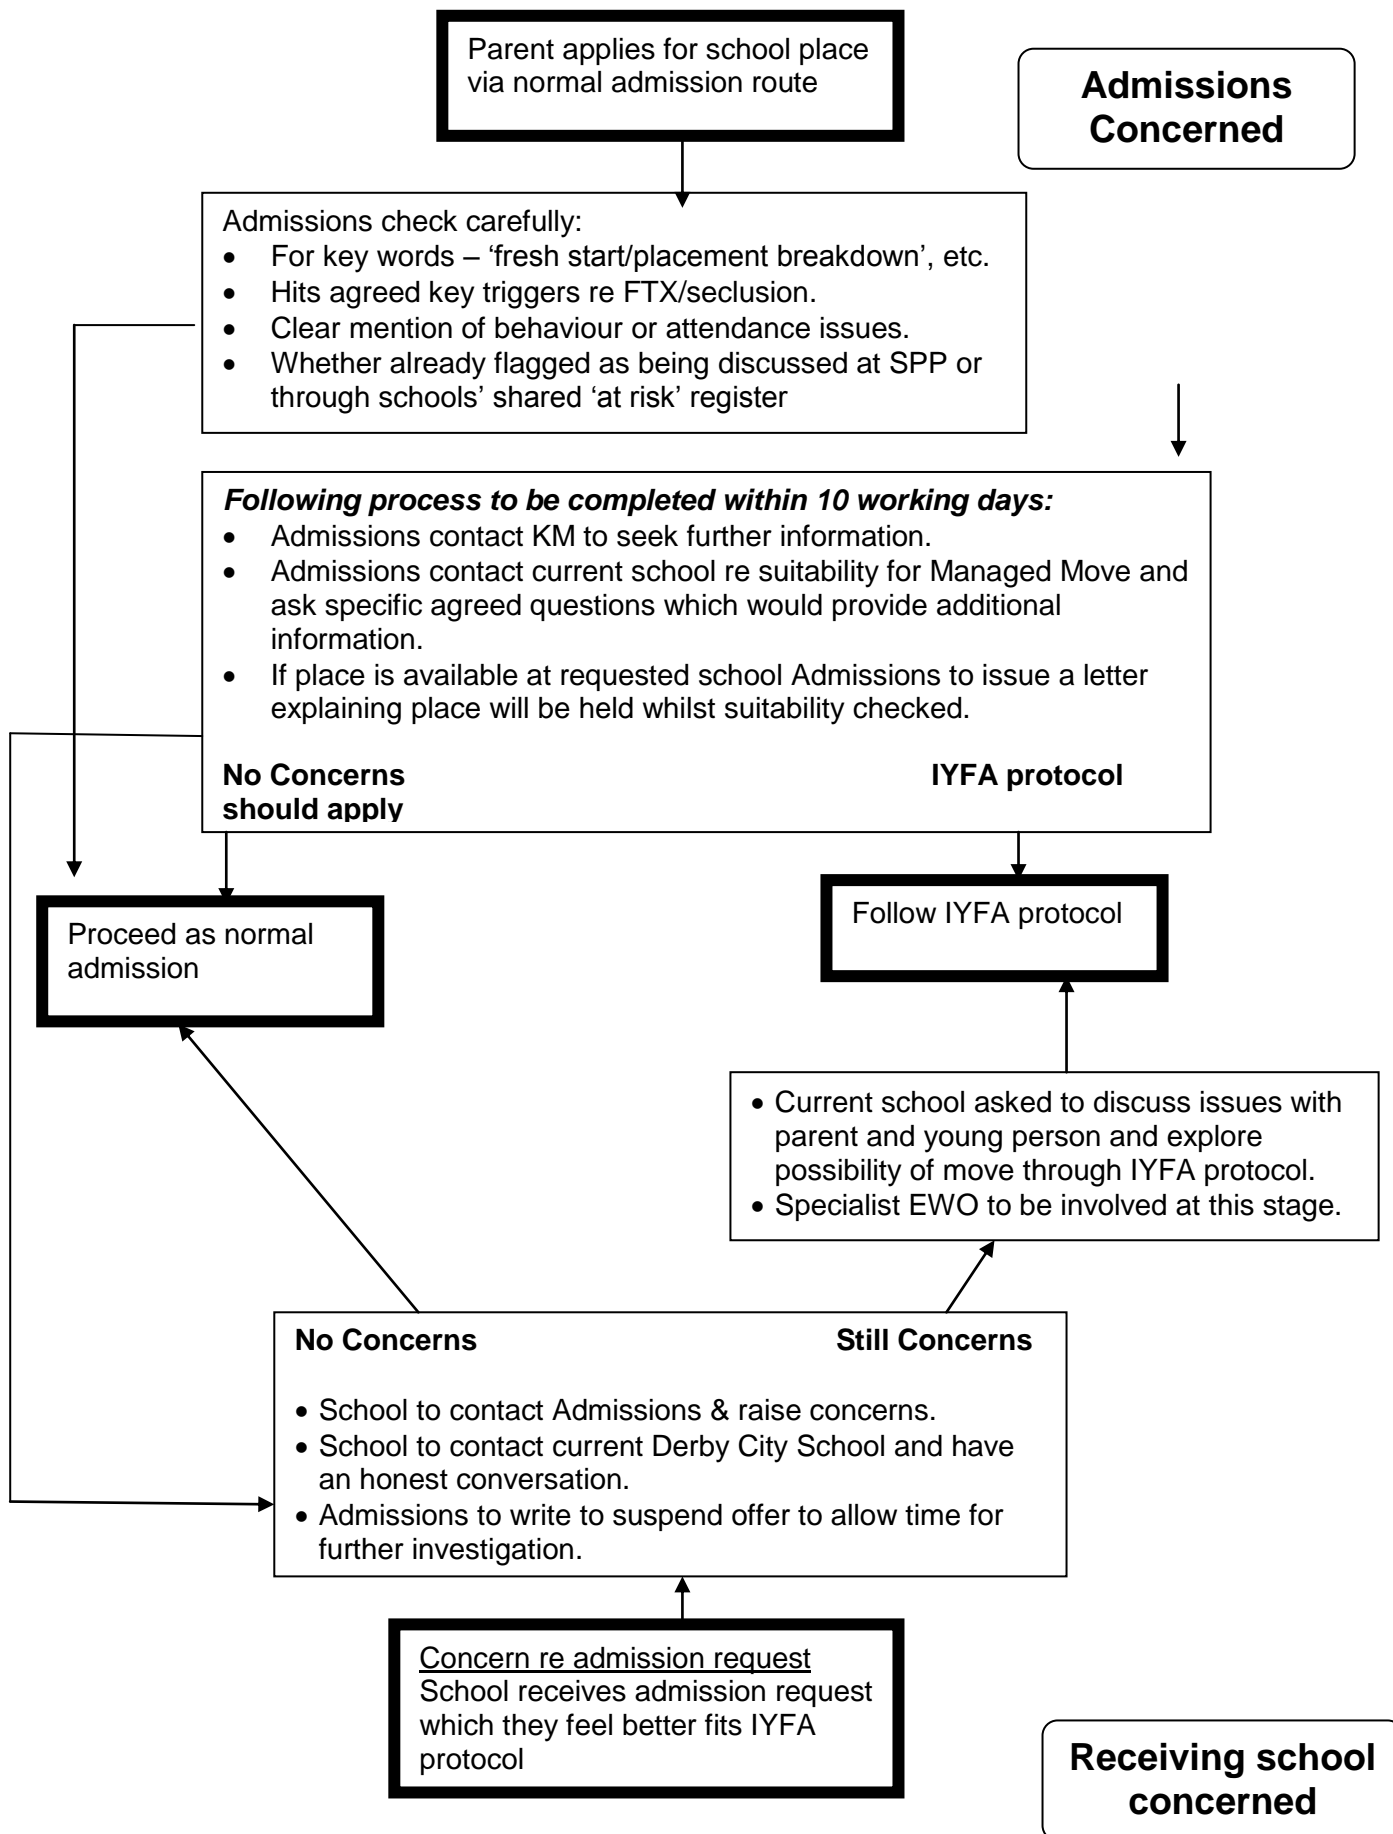 Parent applies for school place
via normal admission route
Admissions
Concerned
Admissions check carefully:
• For key words – ‘fresh start/placement breakdown’, etc.
• Hits agreed key triggers re FTX/seclusion.
• Clear mention of behaviour or attendance issues.
• Whether already flagged as being discussed at SPP or
through schools’ shared ‘at risk’ register
Following process to be completed within 10 working days:
• Admissions contact KM to seek further information.
• Admissions contact current school re suitability for Managed Move and
ask specific agreed questions which would provide additional
information.
• If place is available at requested school Admissions to issue a letter
explaining place will be held whilst suitability checked.
No Concerns IYFA protocol
should apply
Proceed as normal
admission
Follow IYFA protocol
• Current school asked to discuss issues with
parent and young person and explore
possibility of move through IYFA protocol.
• Specialist EWO to be involved at this stage.
No Concerns Still Concerns
• School to contact Admissions & raise concerns.
• School to contact current Derby City School and have
an honest conversation.
• Admissions to write to suspend offer to allow time for
further investigation.
Concern re admission request
School receives admission request
which they feel better fits IYFA
protocol
Receiving school
concerned